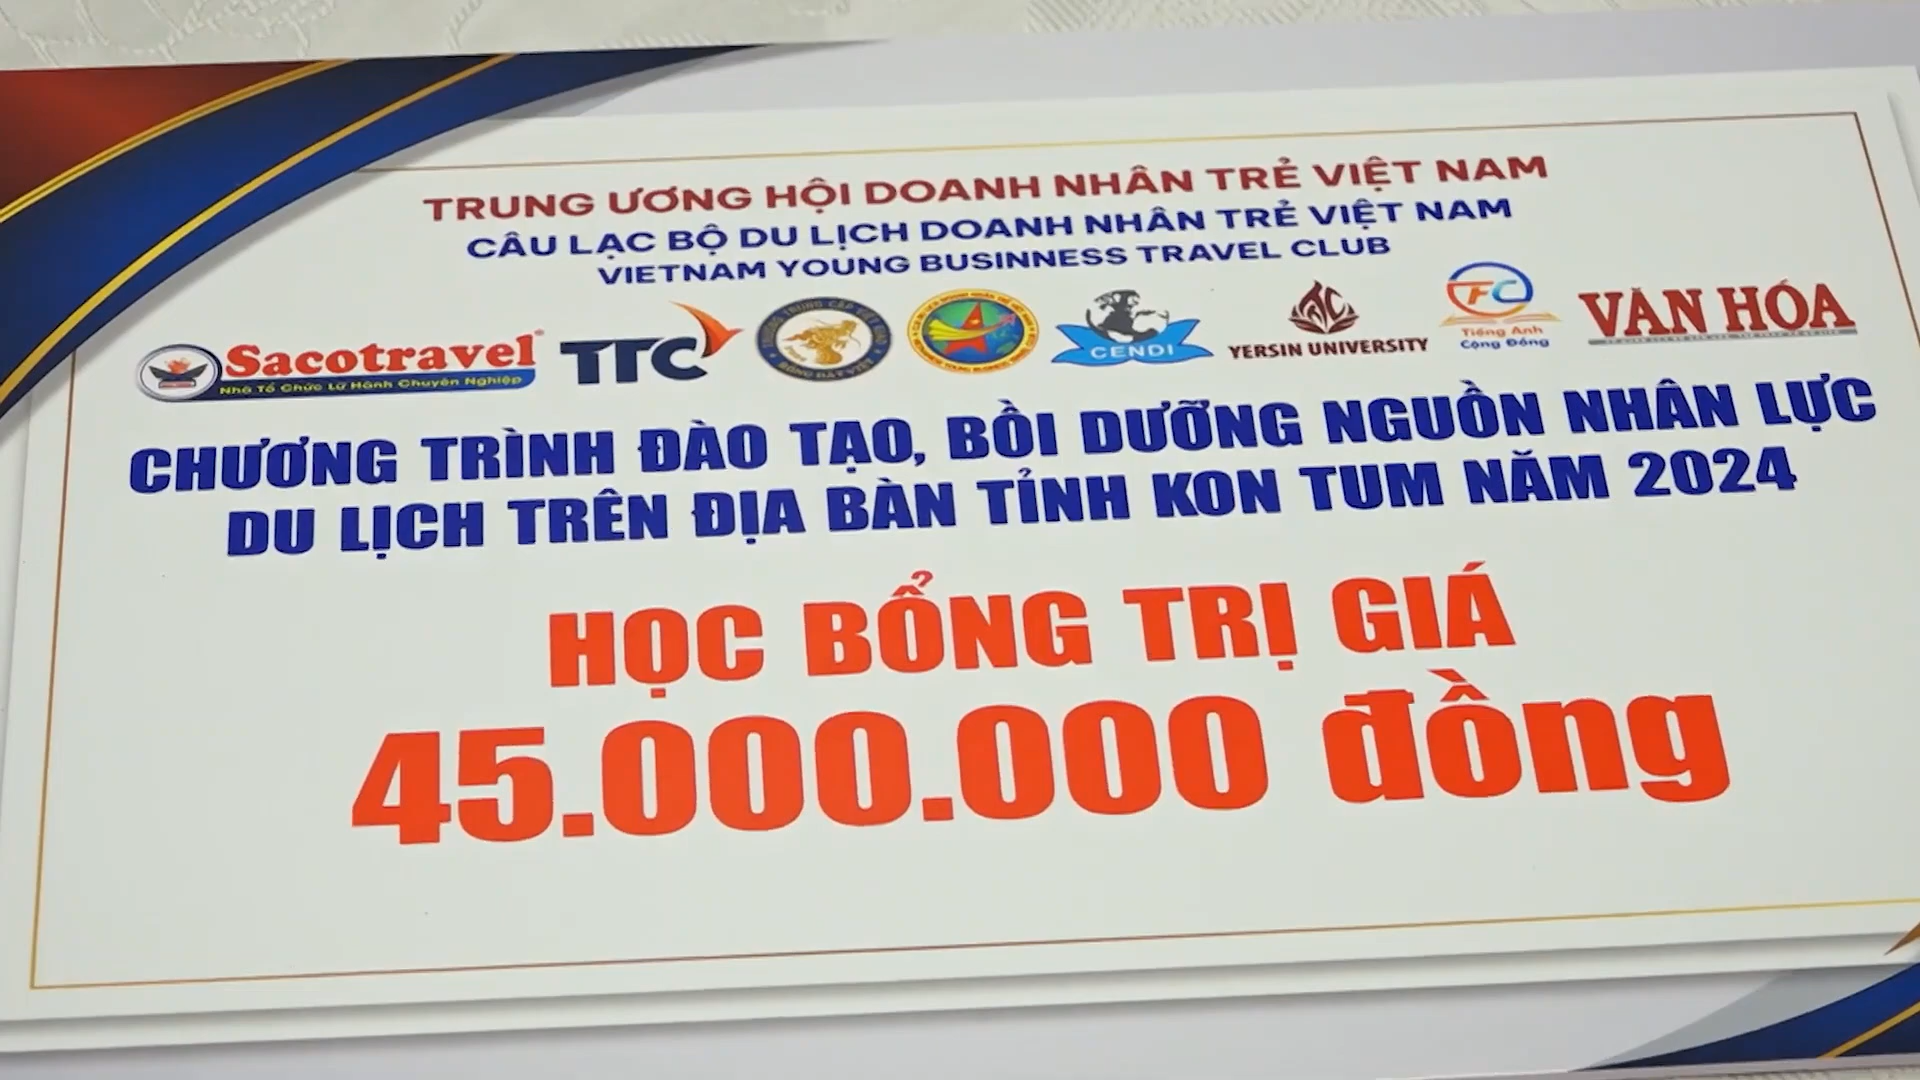 TRUNG ƯƠNG HỘI DOANH NHÂN TRẺ VIỆT NAM
CÂU LẠC BỘ DU LỊCH DOANH NHÂN TRẺ VIỆT NAM
VIETNAM YOUNG BUSINNESS TRAVEL CLUB
Sacotravel®
Nhà Tổ Chức Lữ Hành Chuyên Nghiệp
TTC
CENDI
YERSIN UNIVERSITY
FC
Tiếng Anh
Cộng Đồng
VĂN HÓA
CHƯƠNG TRÌNH ĐÀO TẠO, BỒI DƯỠNG NGUỒN NHÂN LỰC
DU LỊCH TRÊN ĐỊA BÀN TỈNH KON TUM NĂM 2024
HỌC BỔNG TRỊ GIÁ
45.000.000 đồng